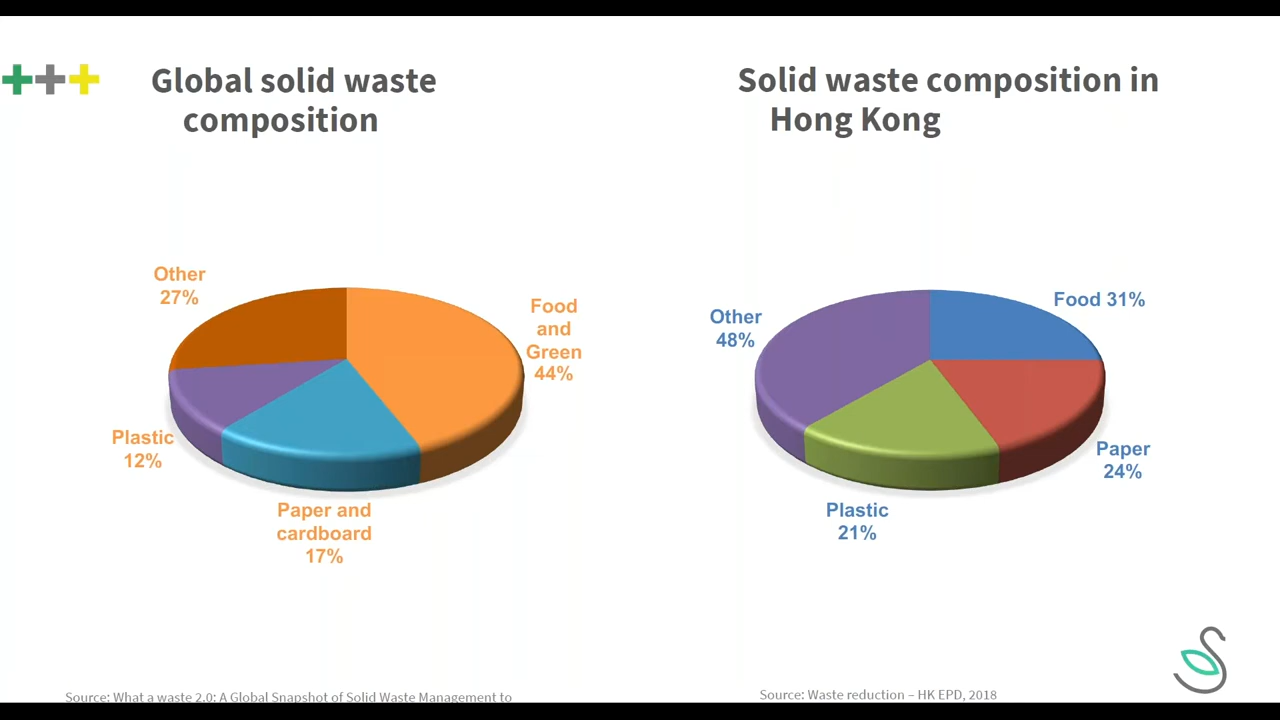 Global solid waste
composition
Solid waste composition in
Hong Kong
Other
27%
Food
and
Green
44%
Plastic
12%
Paper and
cardboard
17%
Other
48%
Food 31%
Paper
24%
Plastic
21%
Source: What a waste 2.0: A Global Snapshot of Solid Waste Management to
Source: Waste reduction – HK EPD, 2018